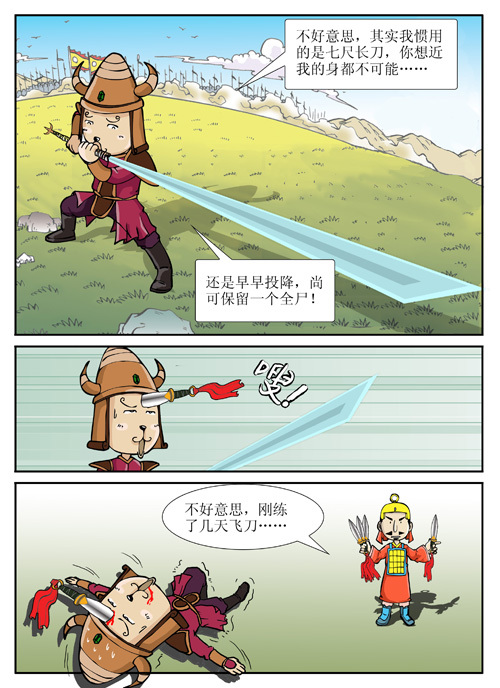 不好意思，其实我惯用
的是七尺长刀，你想近
我的身都不可能……
还是早早投降，尚
可保留一个全尸！
嗖！
不好意思，刚练
了几天飞刀……